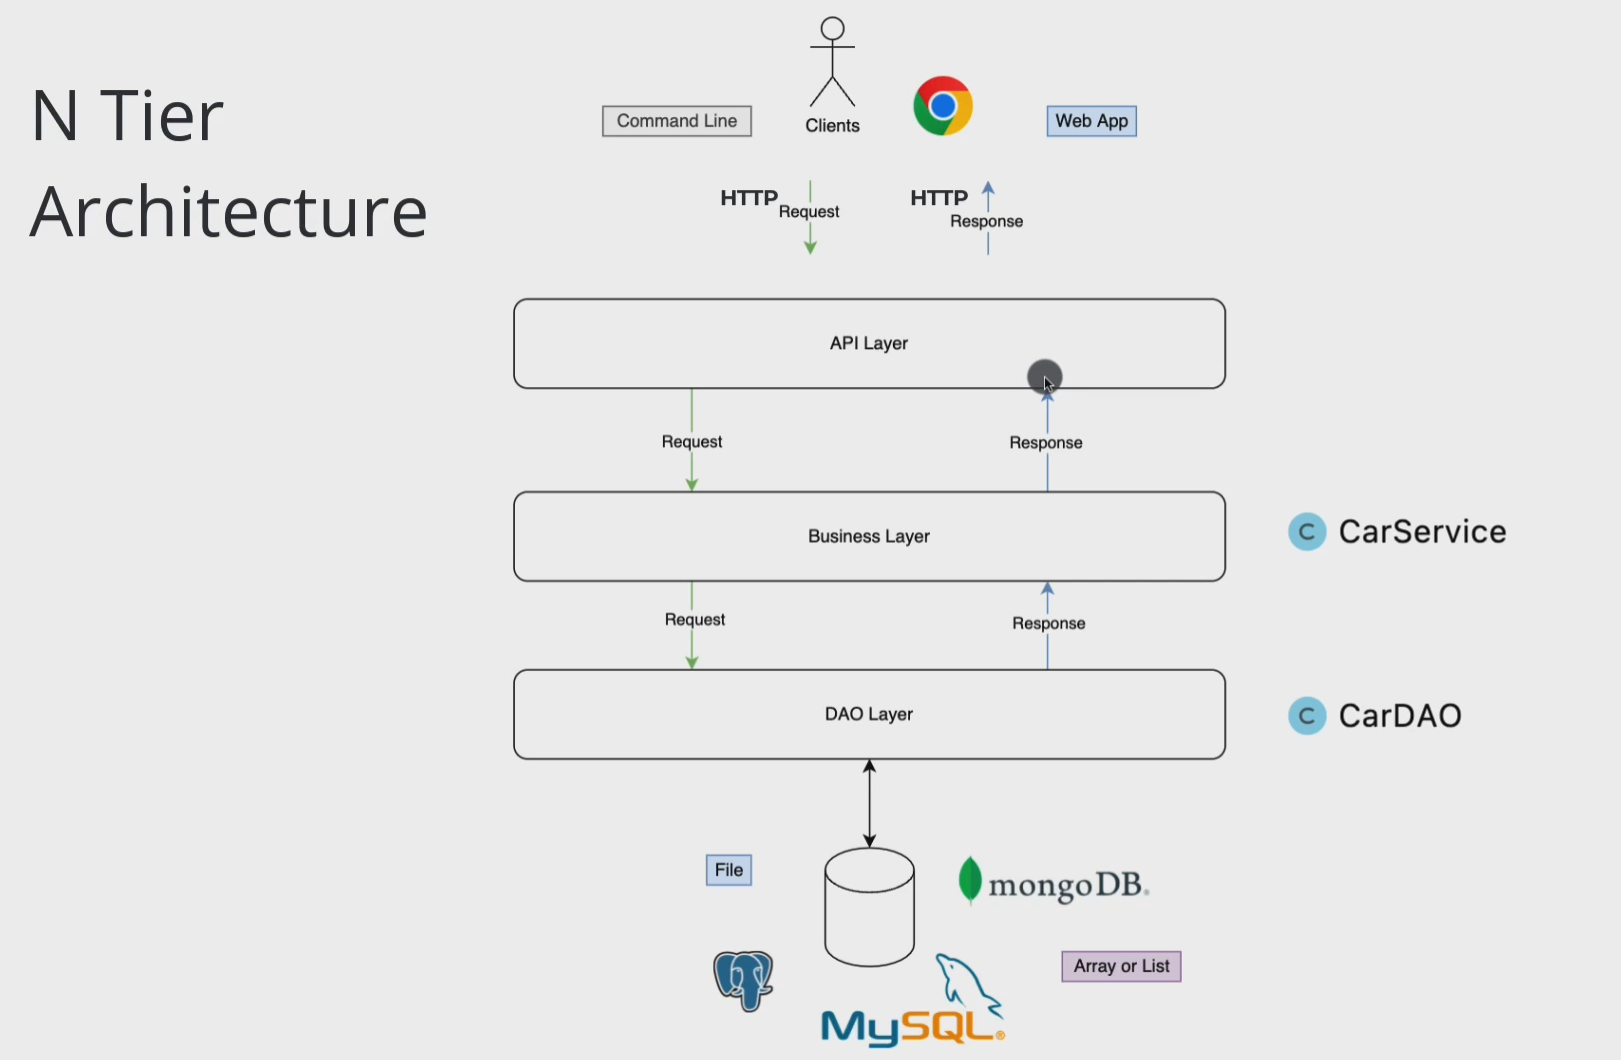 N Tier
Architecture
Command Line
Clients
Web App
HTTP
Request
HTTP
Response
API Layer
Request
Response
Business Layer
C CarService
Request
Response
DAO Layer
C CarDAO
File
mongoDB®
Array or List
MySQL®